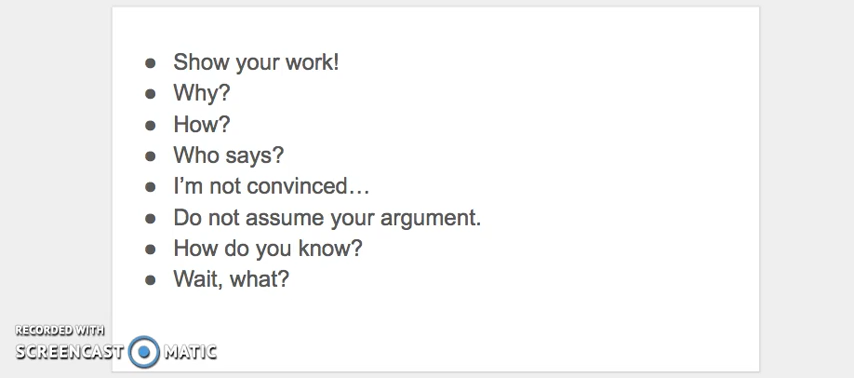 ● Show your work!
● Why?
● How?
● Who says?
● I'm not convinced…
● Do not assume your argument.
● How do you know?
● Wait, what?
RECORDED WITH
SCREENCAST MATIC